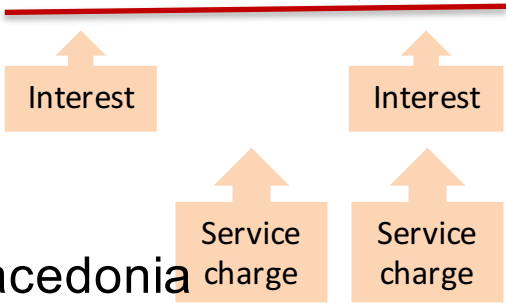 Interest
Interest
Service
charge
Service
charge
acedonia